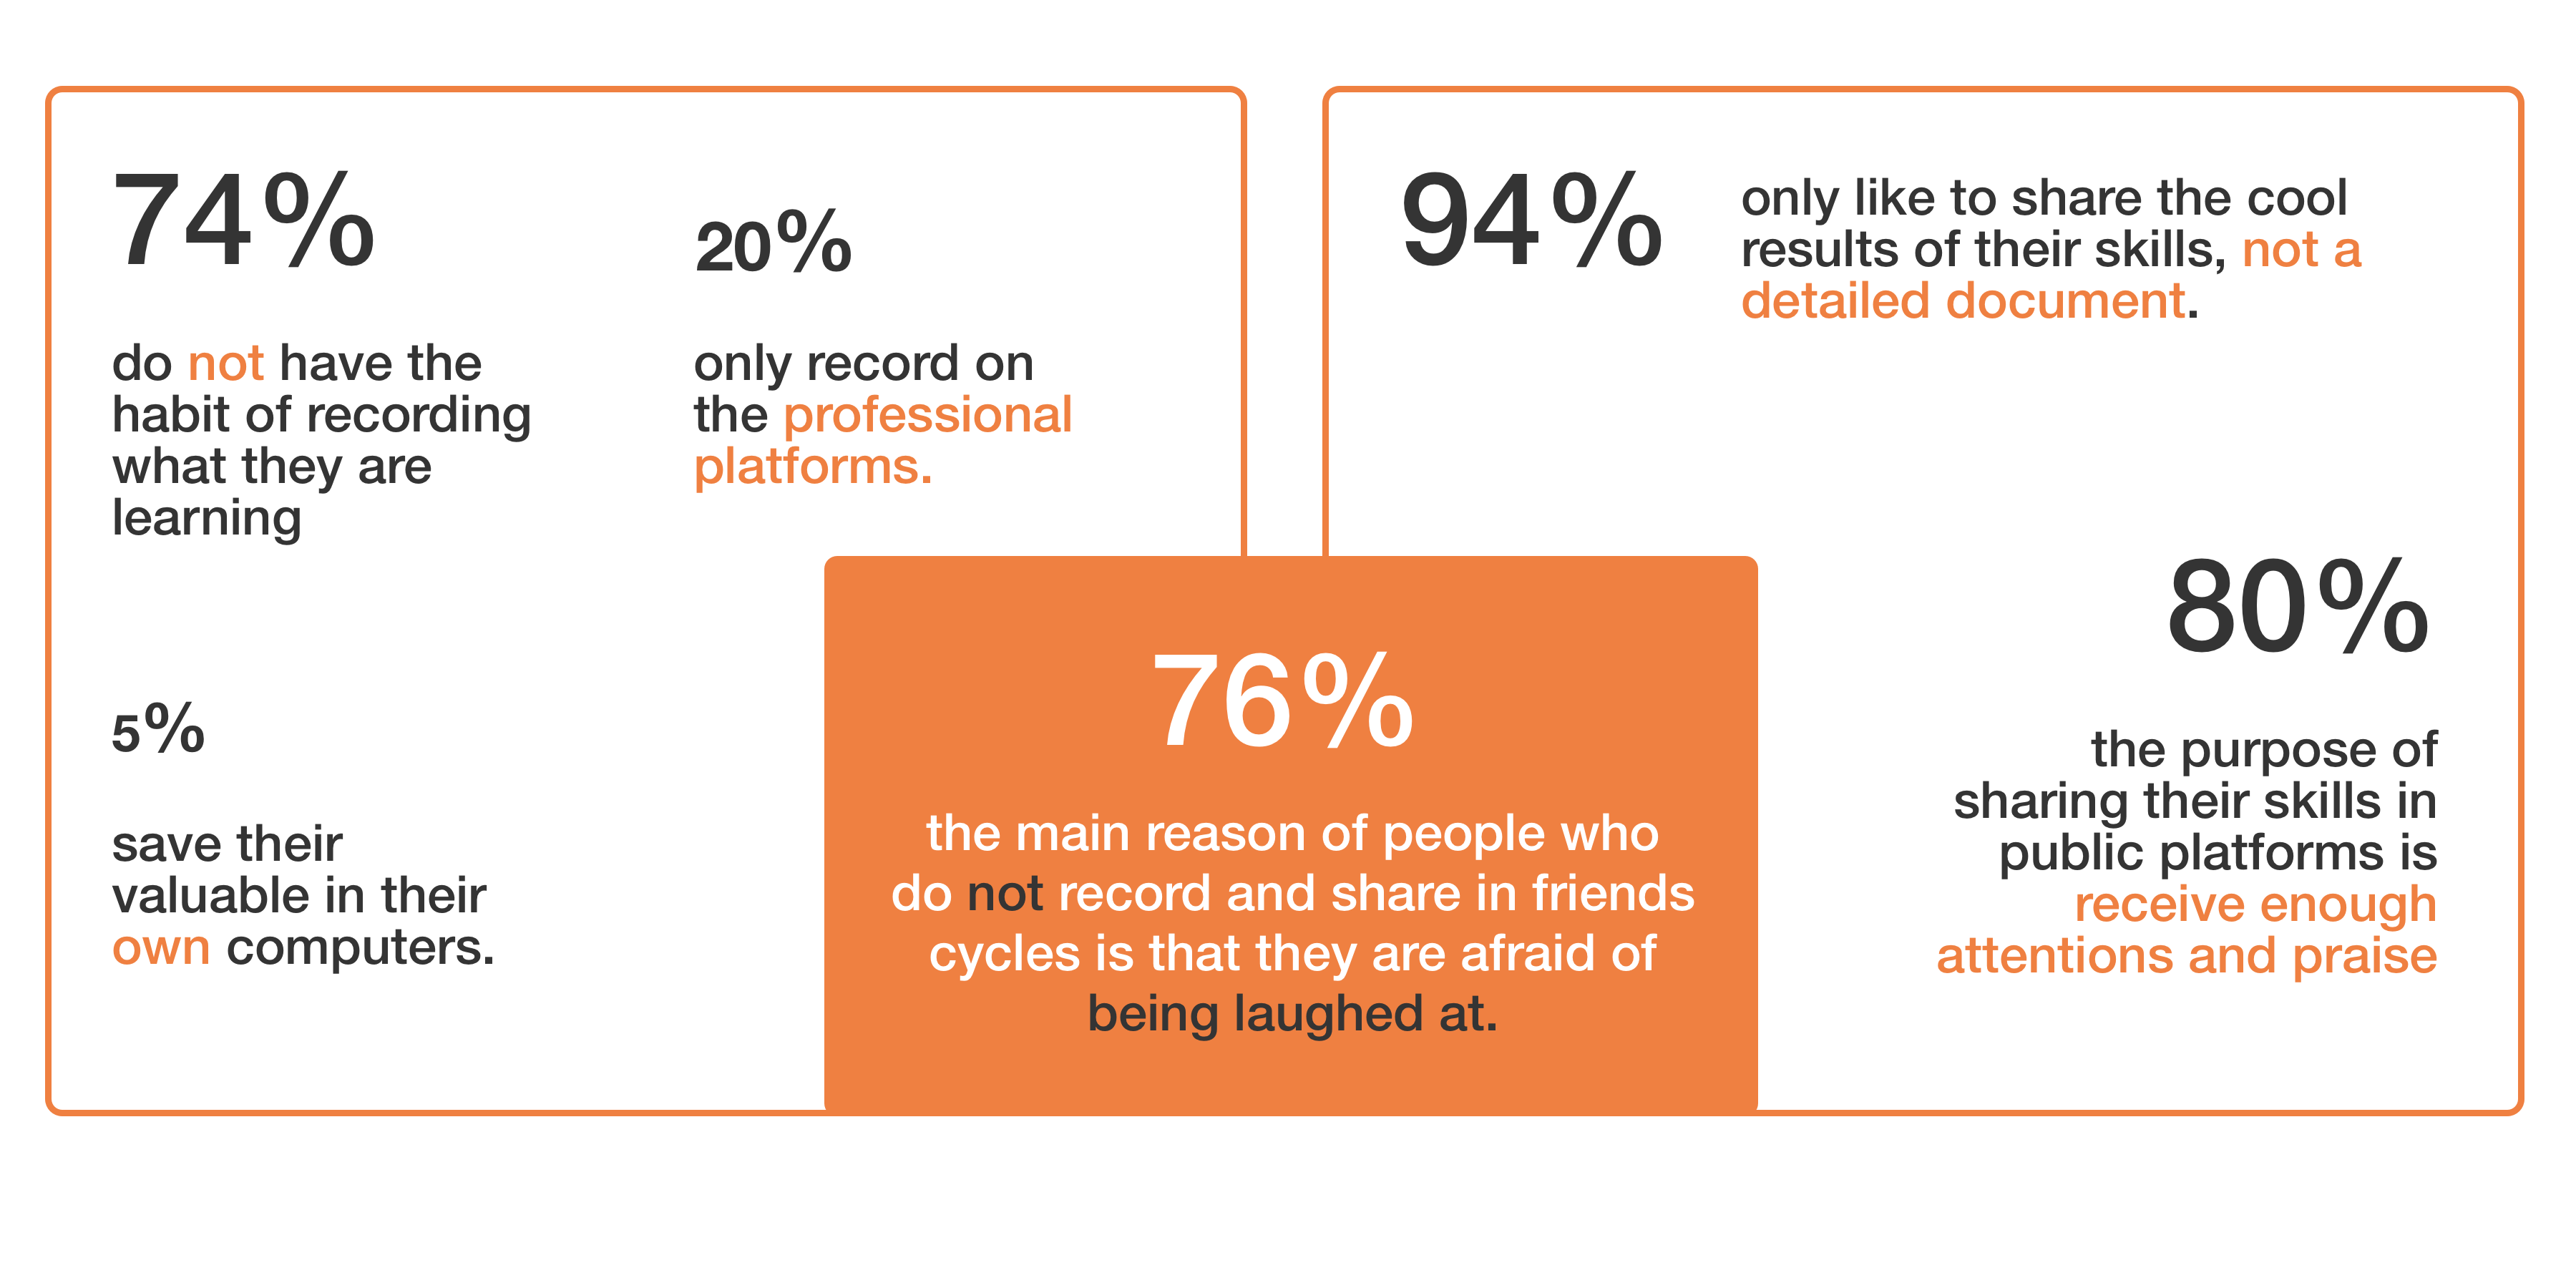 74%
do not have the
habit of recording
what they are
learning
20%
only record on
the professional
platforms.
5%
save their
valuable in their
own computers.
76%
the main reason of people who
do not record and share in friends
cycles is that they are afraid of
being laughed at.
94%
only like to share the cool
results of their skills, not a
detailed document.
80%
the purpose of
sharing their skills in
public platforms is
receive enough
attentions and praise